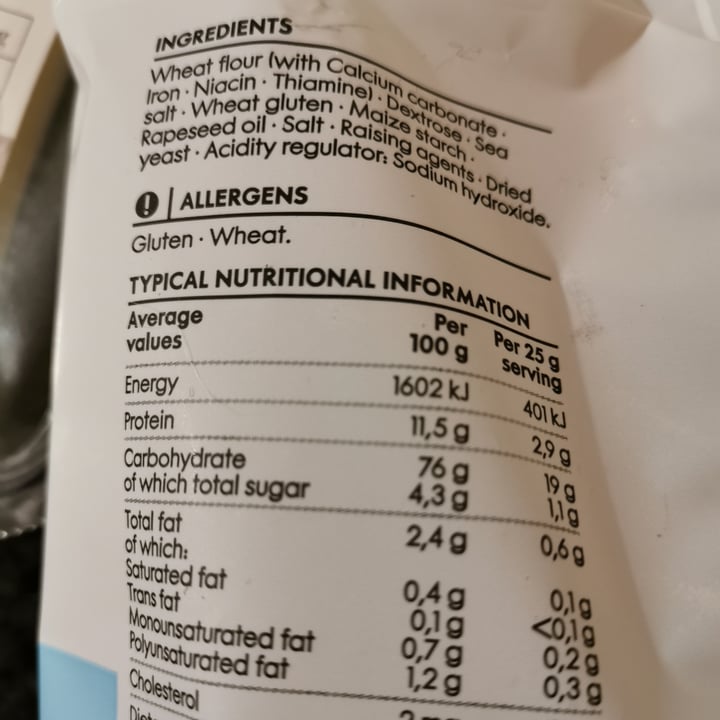 INGREDIENTS
Wheat flour (with Calcium carbonate ·
Iron · Niacin · Thiamine) · Dextrose · Sea
salt · Wheat gluten · Maize starch ·
Rapeseed oil · Salt · Raising agents · Dried
yeast · Acidity regulator: Sodium hydroxide.
! | ALLERGENS
Gluten · Wheat.
TYPICAL NUTRITIONAL INFORMATION
Average values Per 100 g Per 25 g serving
Energy 1602 kJ 401 kJ
Protein 11,5 g 2,9 g
Carbohydrate 76 g 19 g
of which total sugar 4,3 g 1,1 g
Total fat 2,4 g 0,6 g
of which:
Saturated fat 0,4 g 0,1 g
Trans fat 0,1 g <0,1 g
Monounsaturated fat 0,7 g 0,2 g
Polyunsaturated fat 1,2 g 0,3 g
Cholesterol